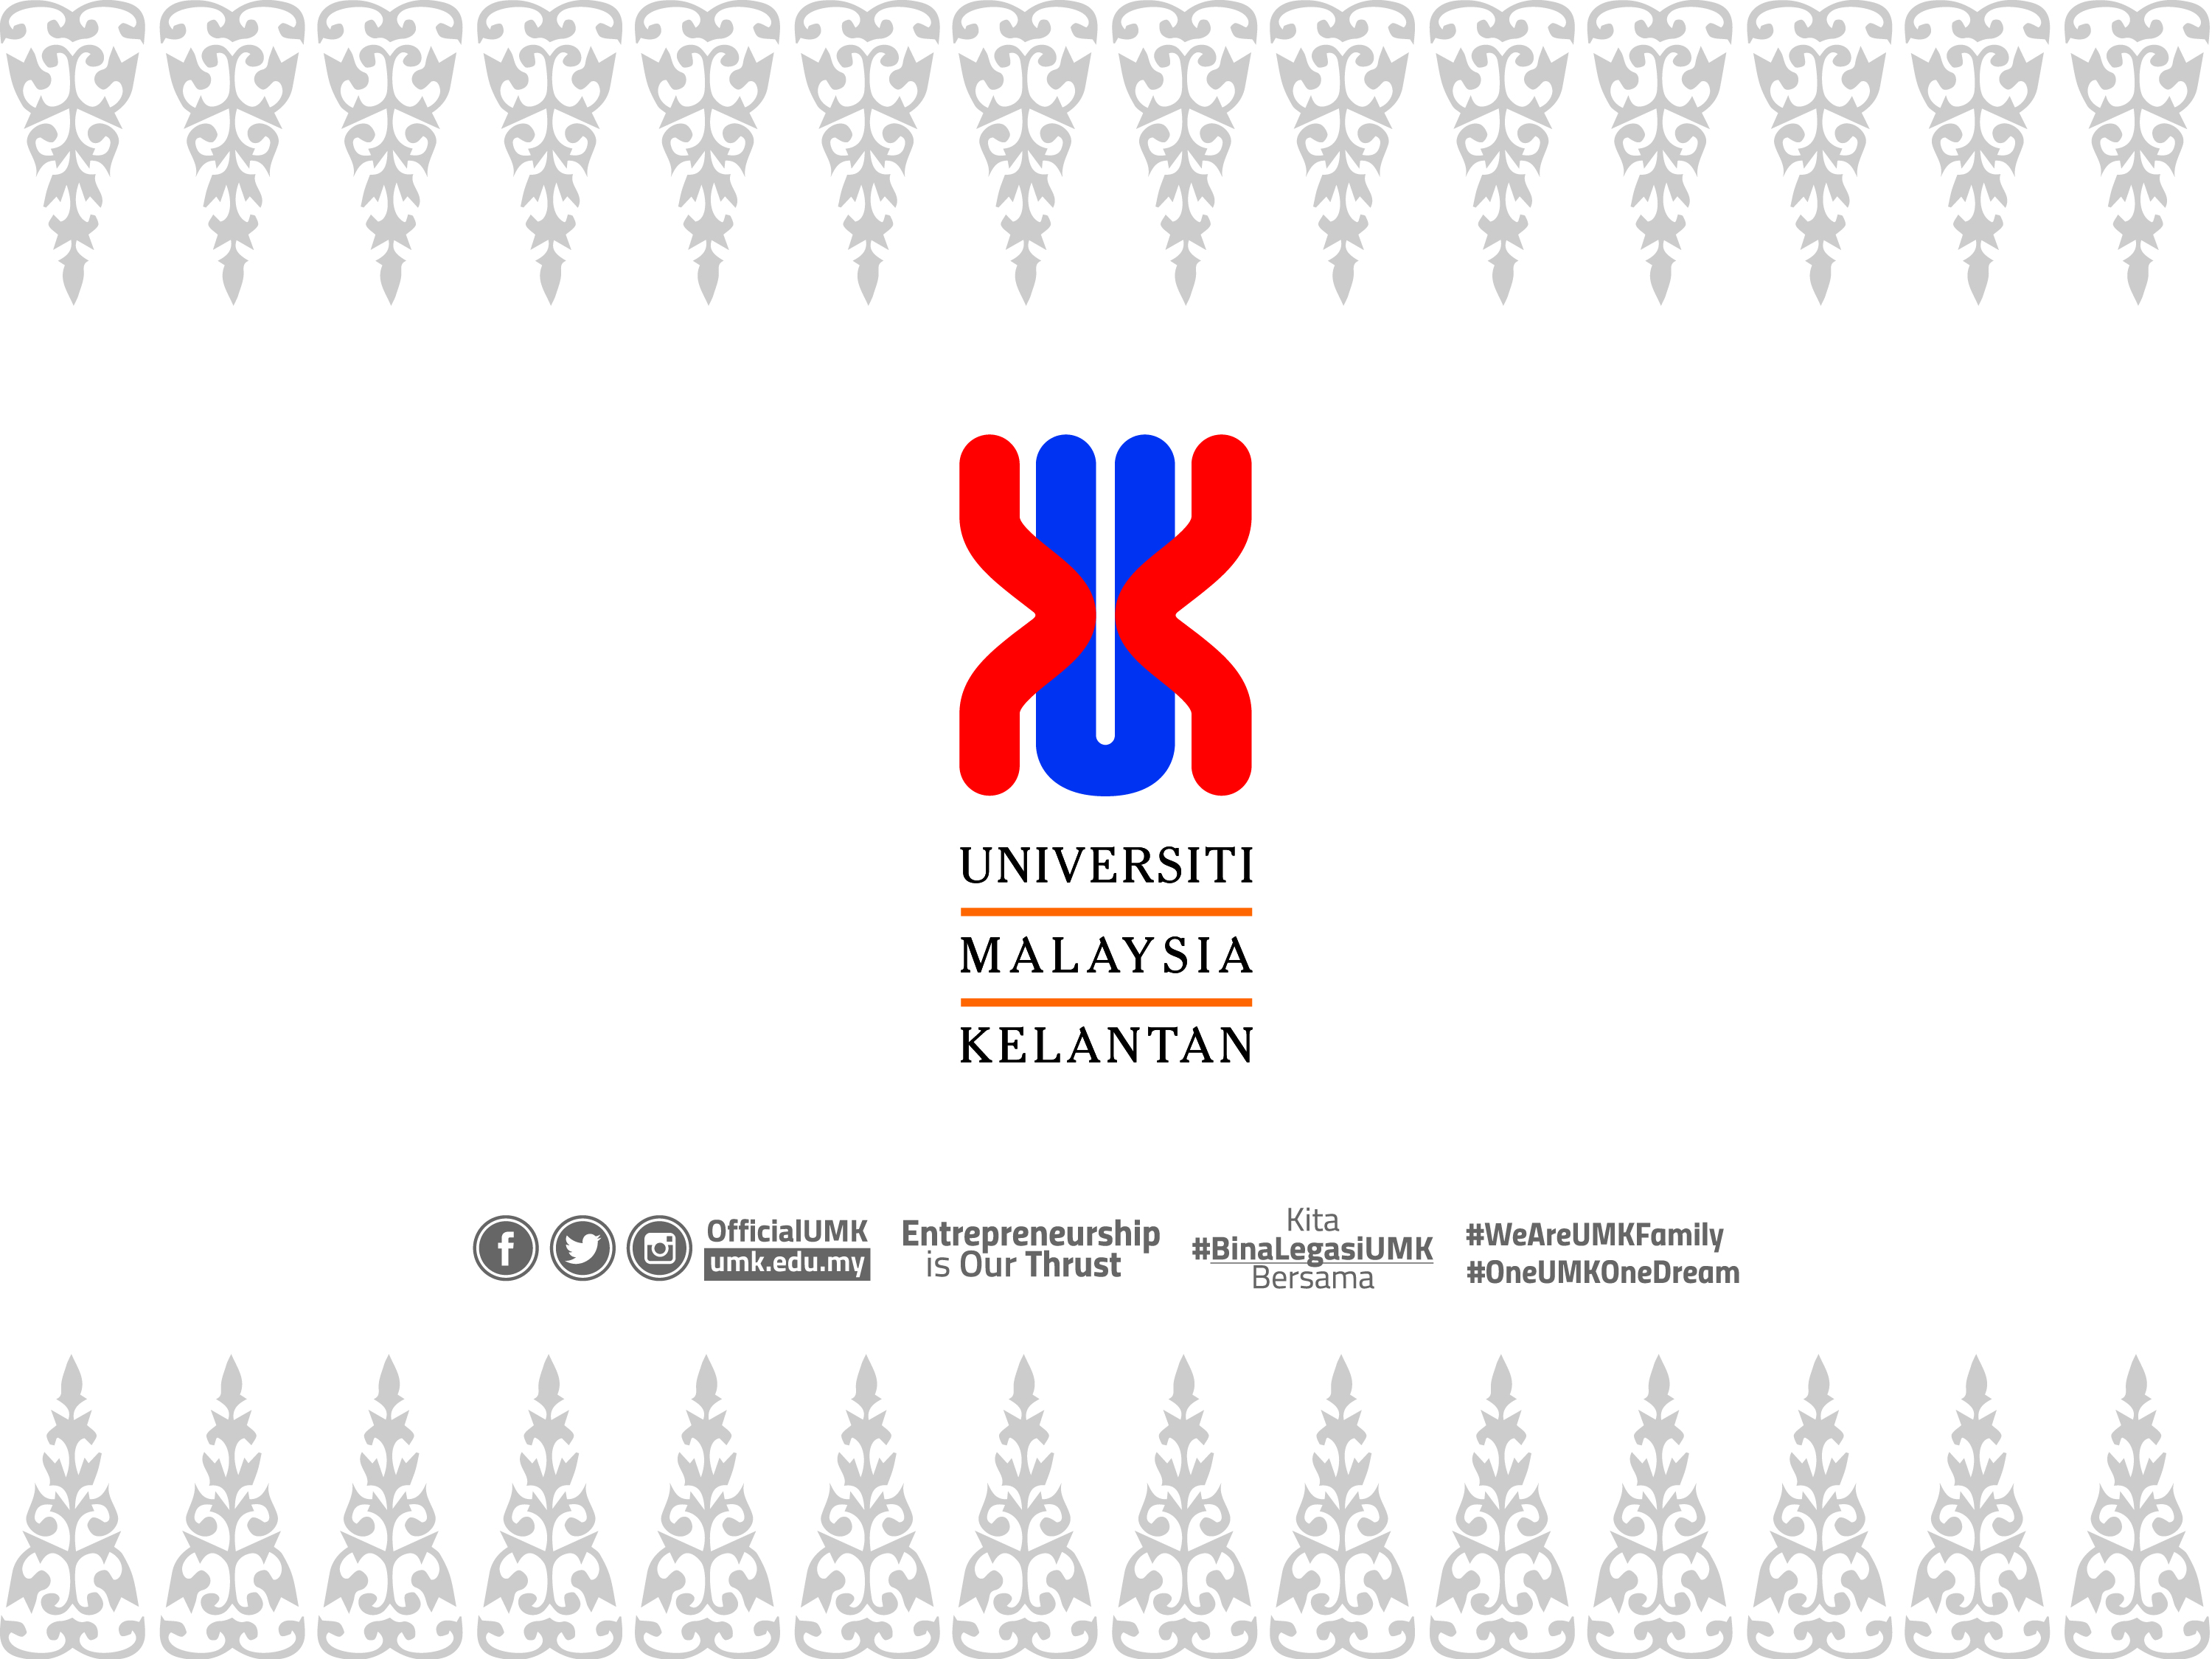 UNIVERSITI
MALAYSIA
KELANTAN
OfficialUMK
umk.edu.my
Entrepreneurship
is Our Thrust
Kita
#BinaLegasiUMK
Bersama
#WeAreUMKFamily
#OneUMKOneDream